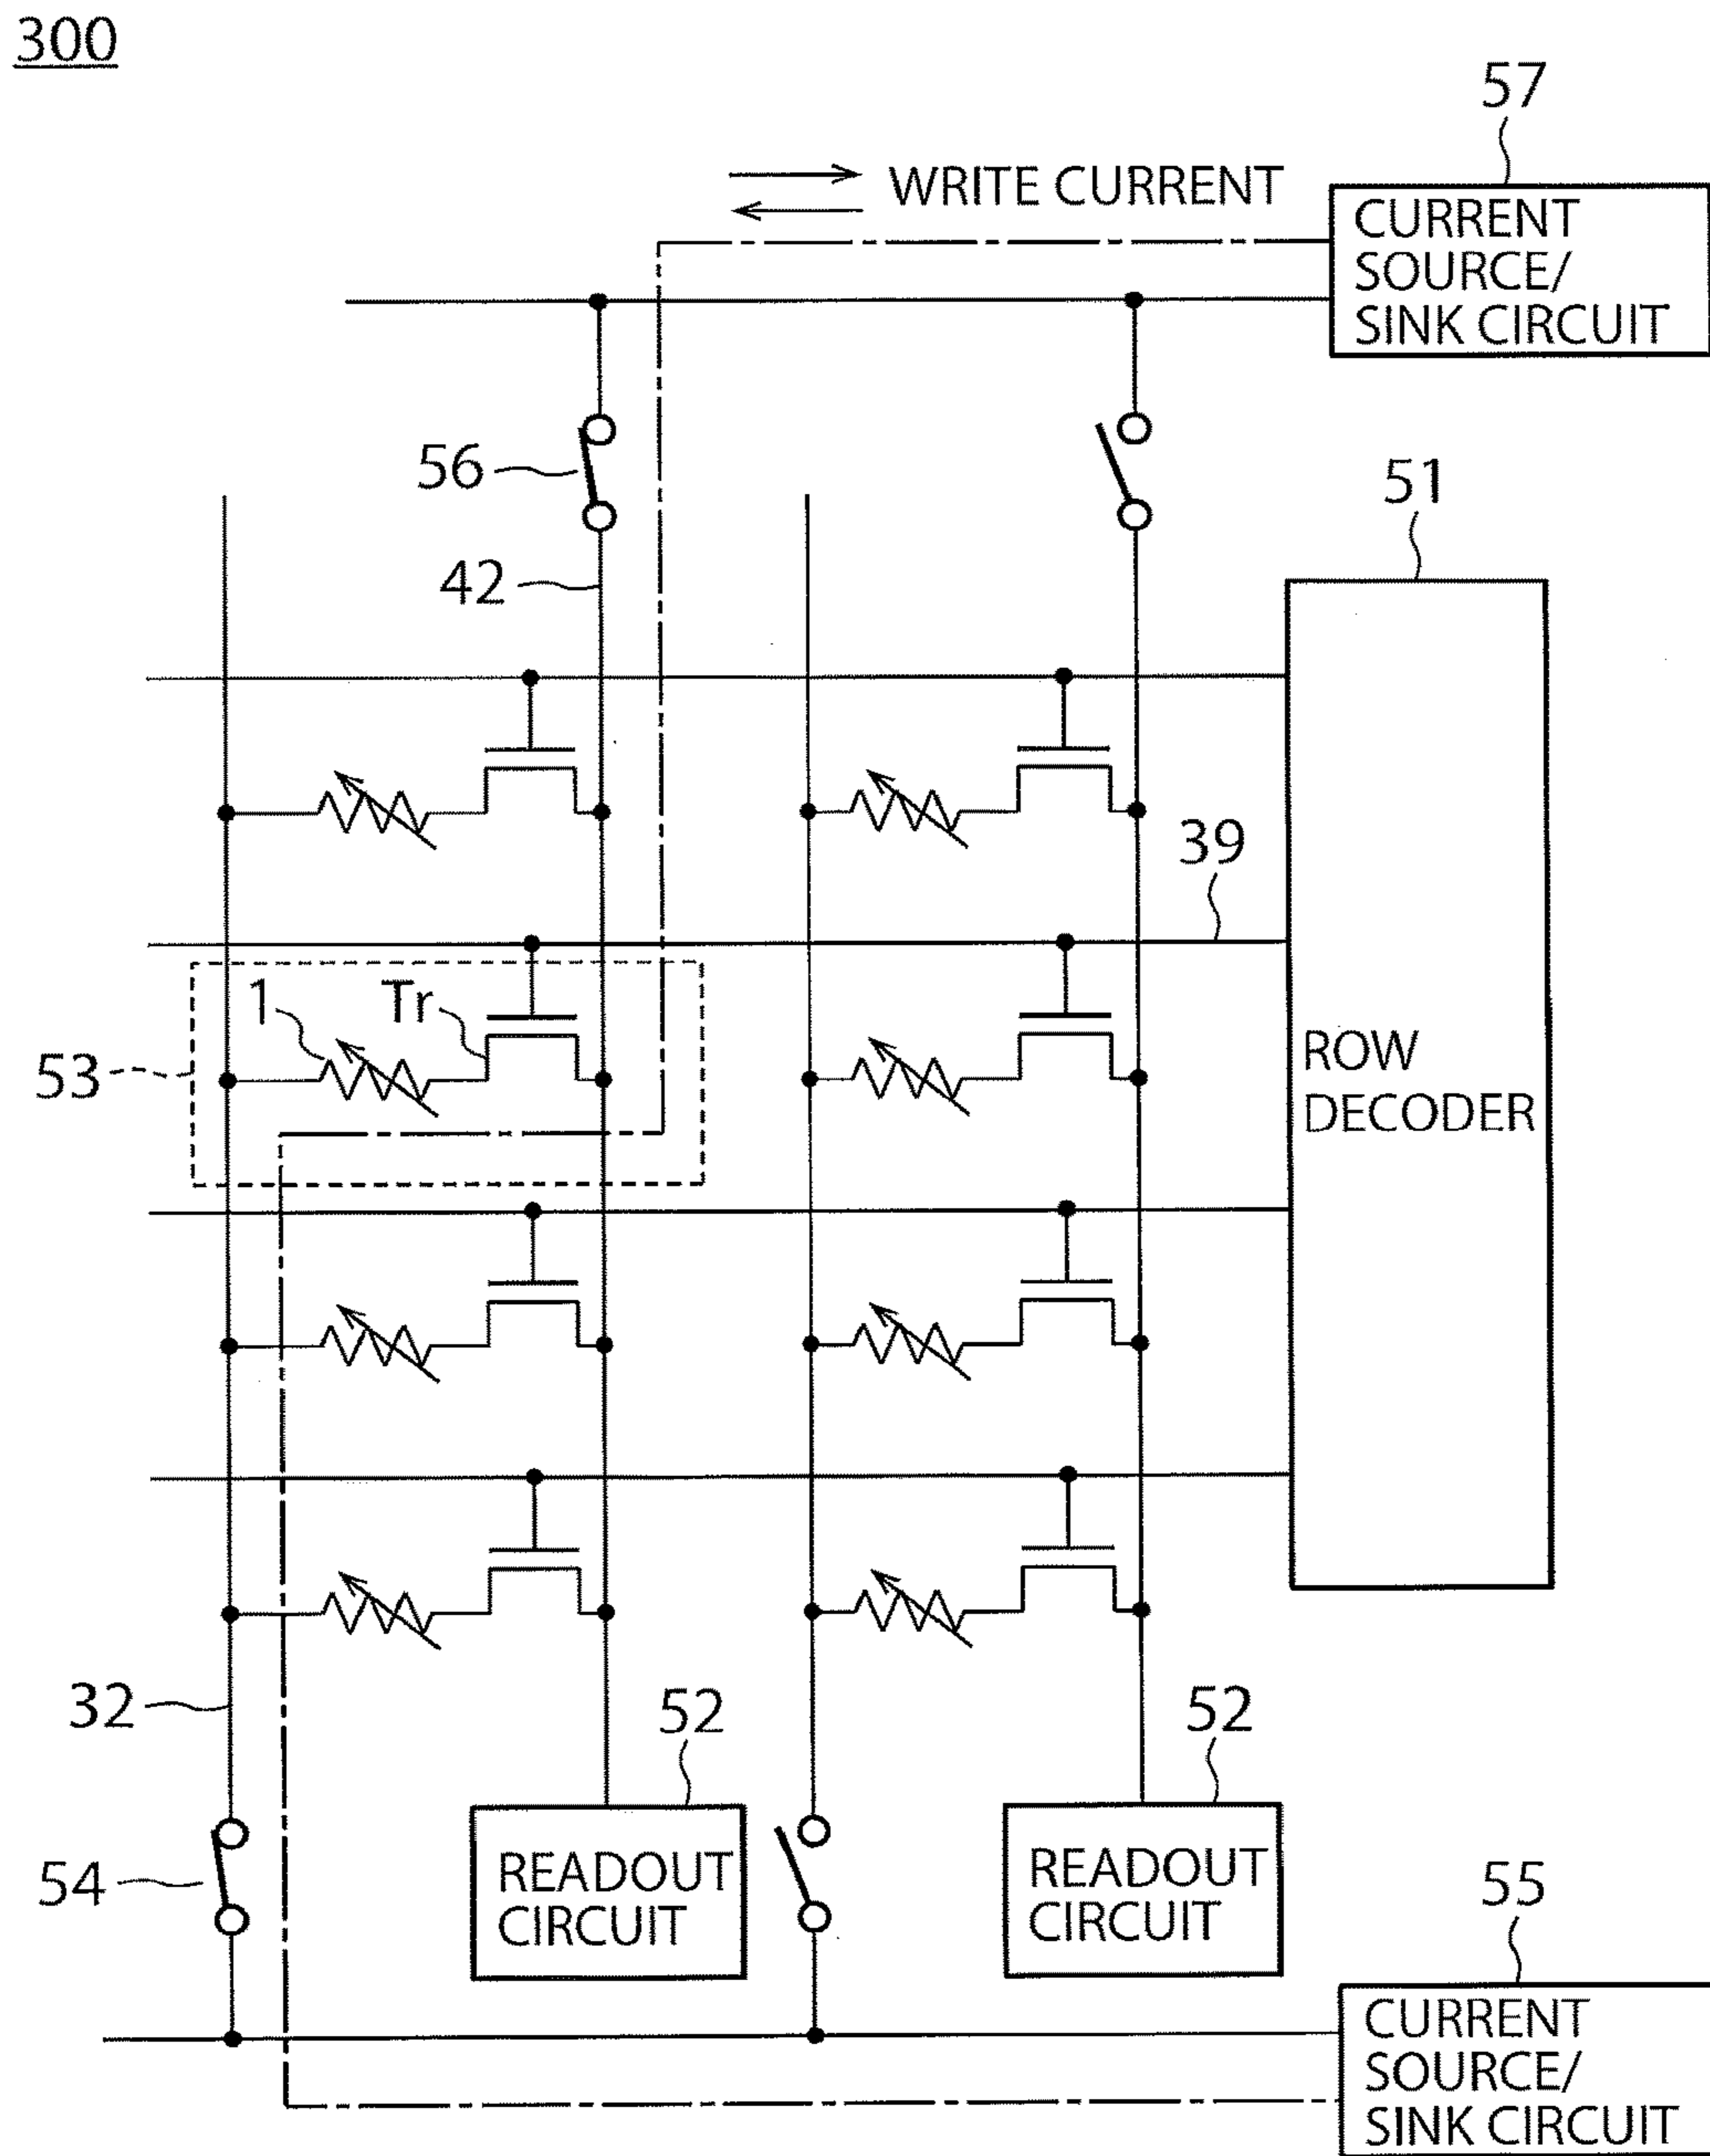 300
57
WRITE CURRENT
CURRENT
SOURCE/
SINK CIRCUIT
56
51
42
39
1
Tr
53
ROW
DECODER
32
52
52
READOUT
CIRCUIT
READOUT
CIRCUIT
54
55
CURRENT
SOURCE/
SINK CIRCUIT